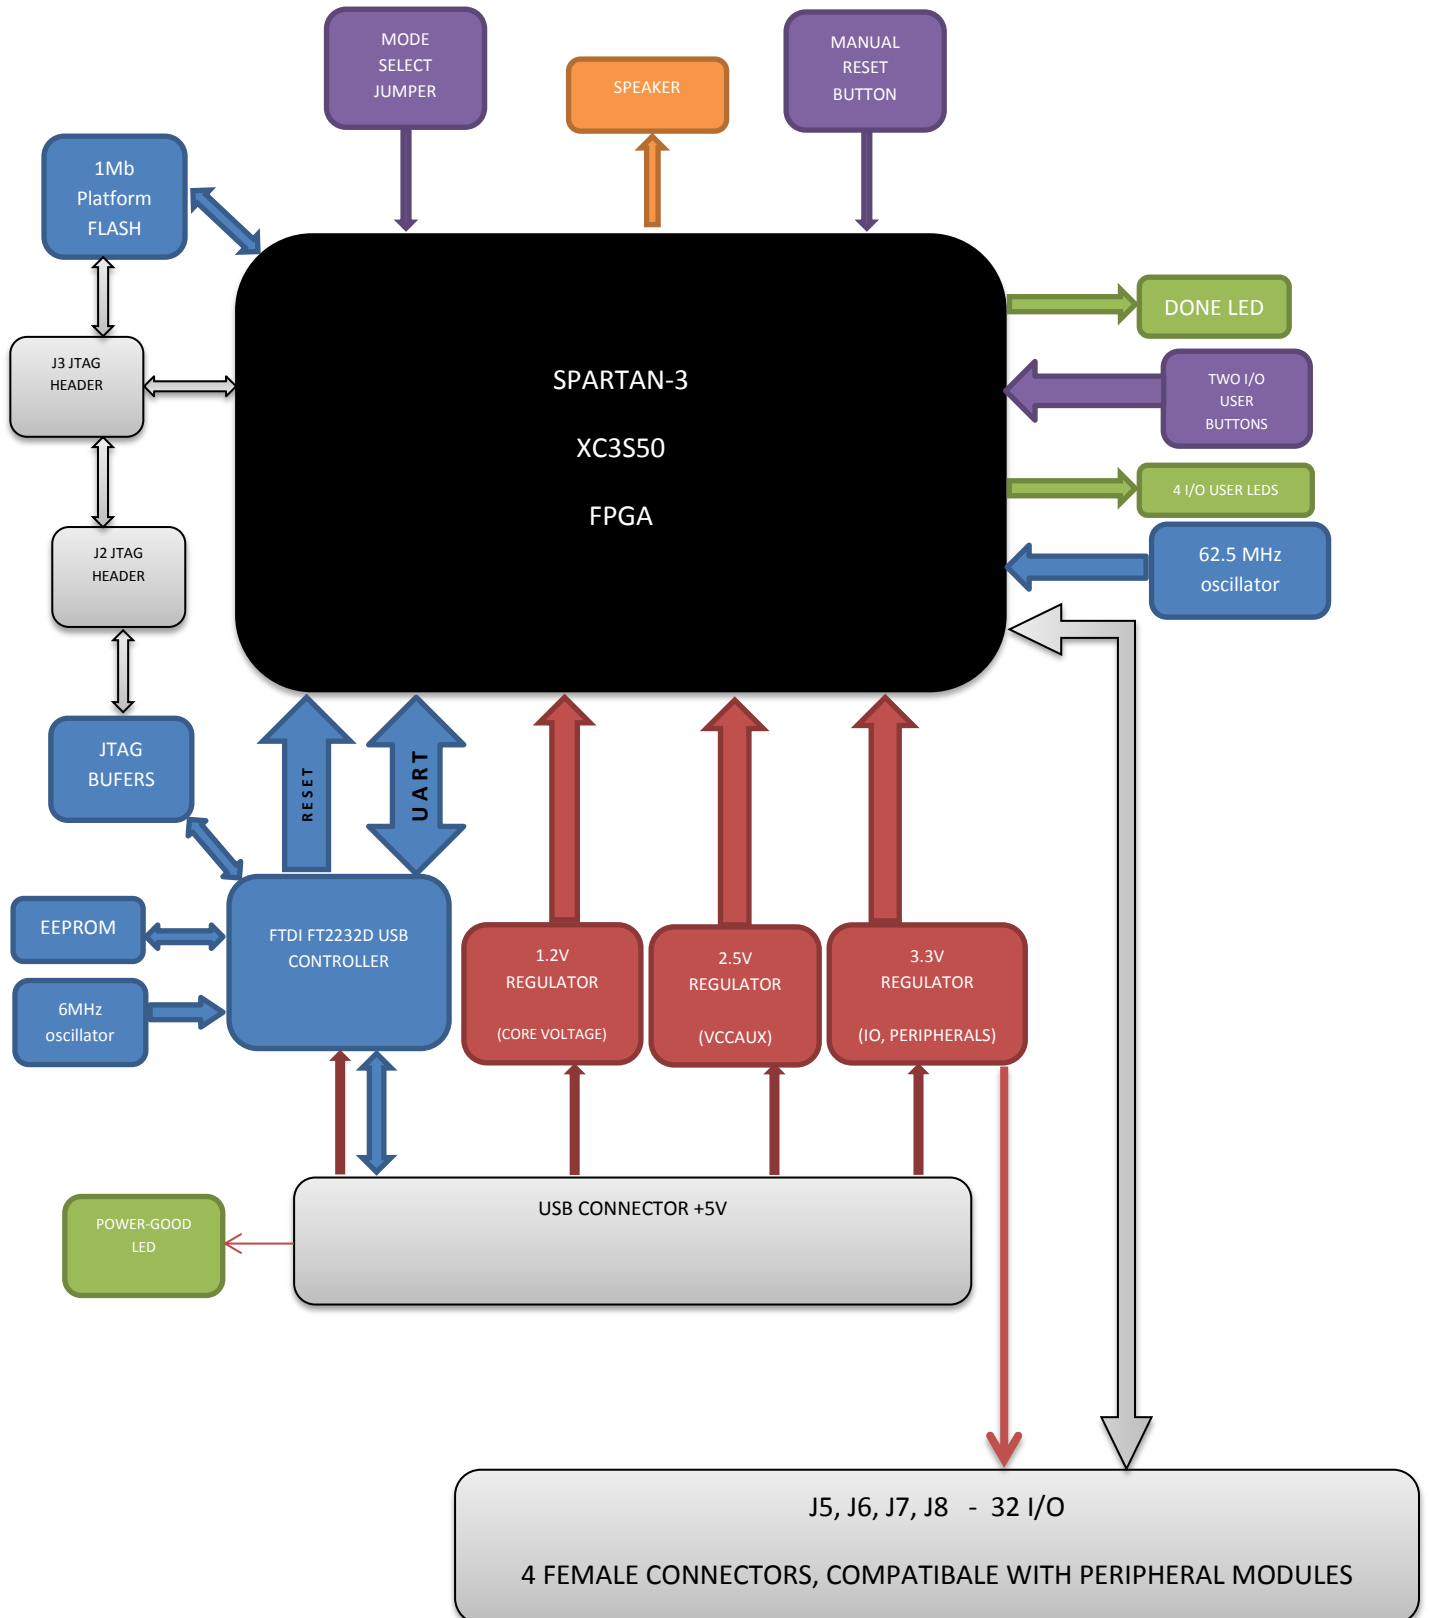 MODE
SELECT
JUMPER
SPEAKER
MANUAL
RESET
BUTTON
1Mb
Platform
FLASH
DONE LED
J3 JTAG
HEADER
SPARTAN-3
XC3S50
FPGA
TWO I/O
USER
BUTTONS
4 I/O USER LEDS
J2 JTAG
HEADER
62.5 MHz
oscillator
JTAG
BUFERS
RESET
UART
EEPROM
6MHz
oscillator
FTDI FT2232D USB
CONTROLLER
1.2V
REGULATOR
(CORE VOLTAGE)
2.5V
REGULATOR
(VCCAUX)
3.3V
REGULATOR
(IO, PERIPHERALS)
POWER-GOOD
LED
USB CONNECTOR +5V
J5, J6, J7, J8 - 32 I/O
4 FEMALE CONNECTORS, COMPATIBALE WITH PERIPHERAL MODULES